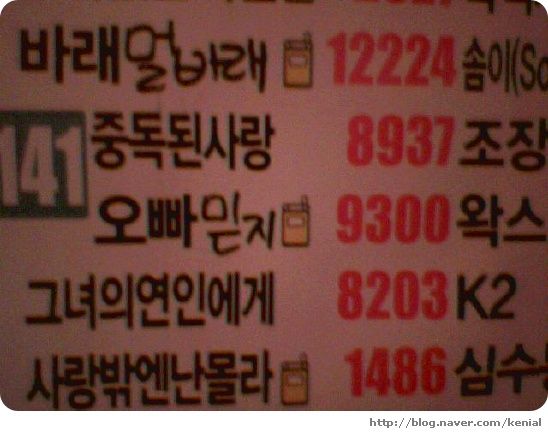 바래멀바래 12224 솜이(So
141 중독된사랑 8937 조장
오빠믿지 9300 왁스
그녀의연인에게 8203 K2
사랑밖엔난몰라 1486 심수
http://blog.naver.com/kenial